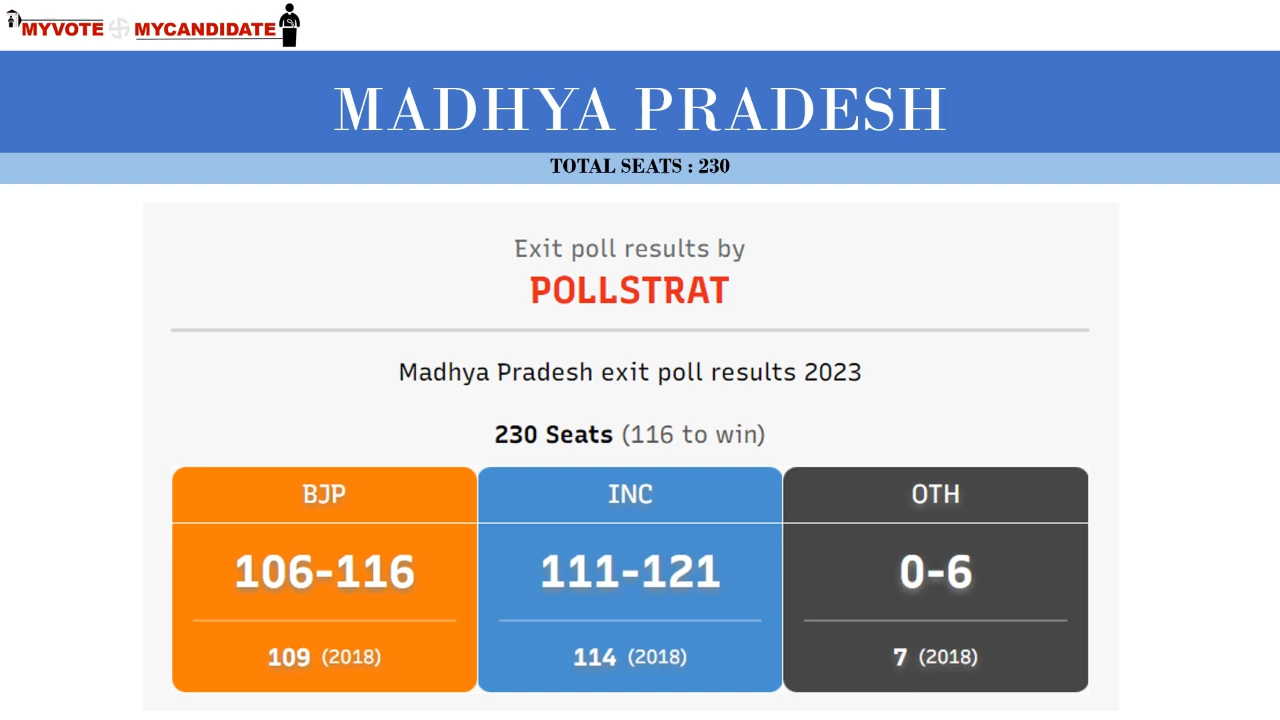 MYVOTE MYCANDIDATE
MADHYA PRADESH
TOTAL SEATS : 230
Exit poll results by
POLLSTRAT
Madhya Pradesh exit poll results 2023
230 Seats (116 to win)
BJP INC OTH
106-116 111-121 0-6
109 (2018) 114 (2018) 7 (2018)